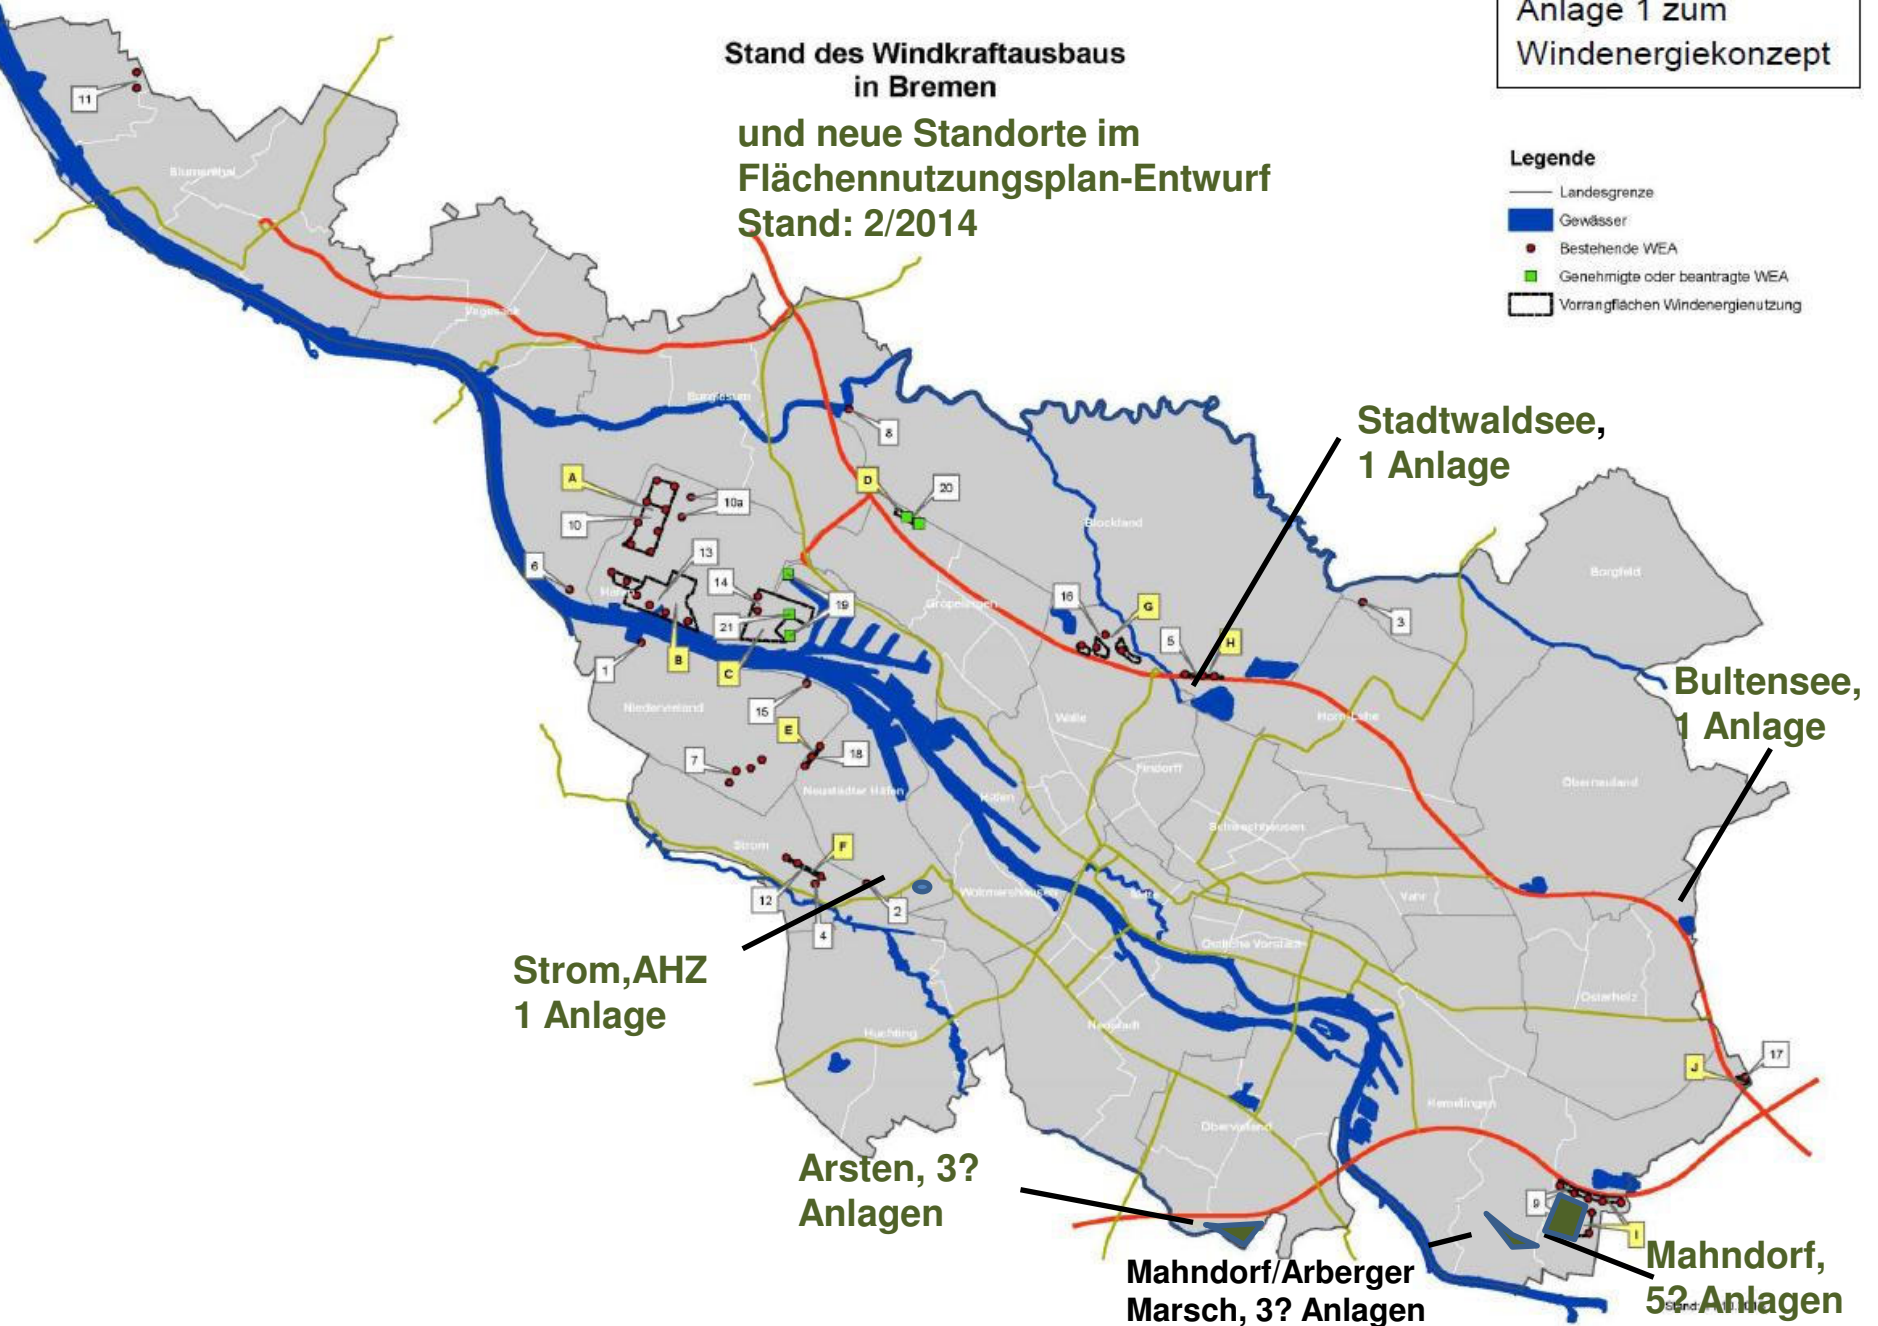 Anlage 1 zum
Windenergiekonzept
Stand des Windkraftausbaus
in Bremen
und neue Standorte im
Flächennutzungsplan-Entwurf
Stand: 2/2014
Legende
Landesgrenze
Gewässer
Bestehende WEA
Genehmigte oder beantragte WEA
Vorrangflächen Windenergienutzung
11
Blumenthal
Vegesack
Burglesum
8
Stadtwaldsee,
1 Anlage
A
D
20
10a
10
Blockland
13
6
14
Borgfeld
16
19
G
Gröpelingen
21
3
5
H
1
B
C
Bultensee,
1 Anlage
Niedervieland
15
Walle
Horn-Lehe
E
7
18
Findorff
Neustädter Häfen
Häfen
Oberneuland
Schwachhausen
Strom
F
Woltmershausen
Mitte
Vahr
12
2
4
Östliche Vorstadt
Strom,AHZ
1 Anlage
Osterholz
Neustadt
Huchting
17
J
Hemelingen
Obervieland
Arsten, 3?
Anlagen
9
I
Mahndorf/Arberger
Marsch, 3? Anlagen
Mahndorf,
5? Anlagen